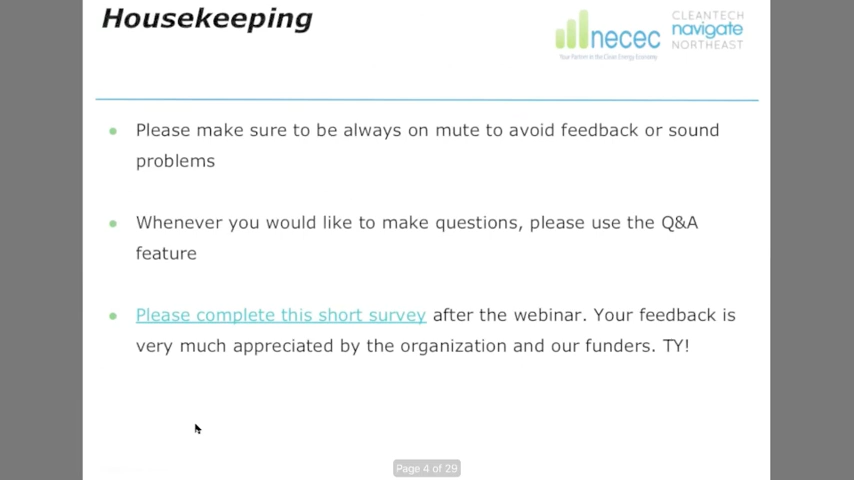 Housekeeping
necec
Your Partner in the Clean Energy Economy
CLEANTECH
navigate
NORTHEAST
Please make sure to be always on mute to avoid feedback or sound
problems
Whenever you would like to make questions, please use the Q&A
feature
Please complete this short survey after the webinar. Your feedback is
very much appreciated by the organization and our funders. TY!
Page 4 of 29